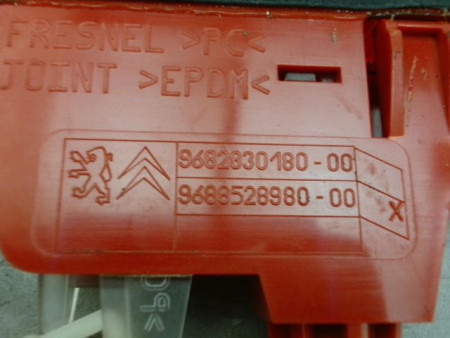 FRESNEL >PC<
JOINT >EPDM<
9682830180-00
9688528980-00
X